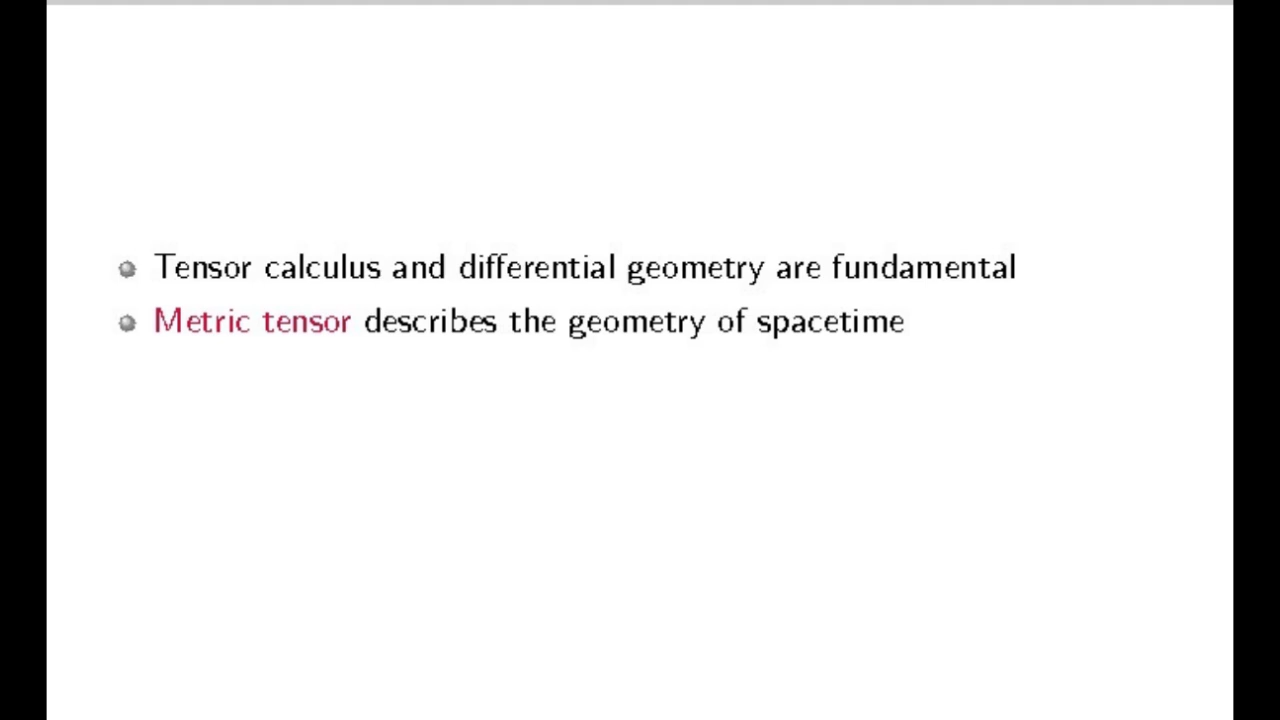 Tensor calculus and differential geometry are fundamental
Metric tensor describes the geometry of spacetime